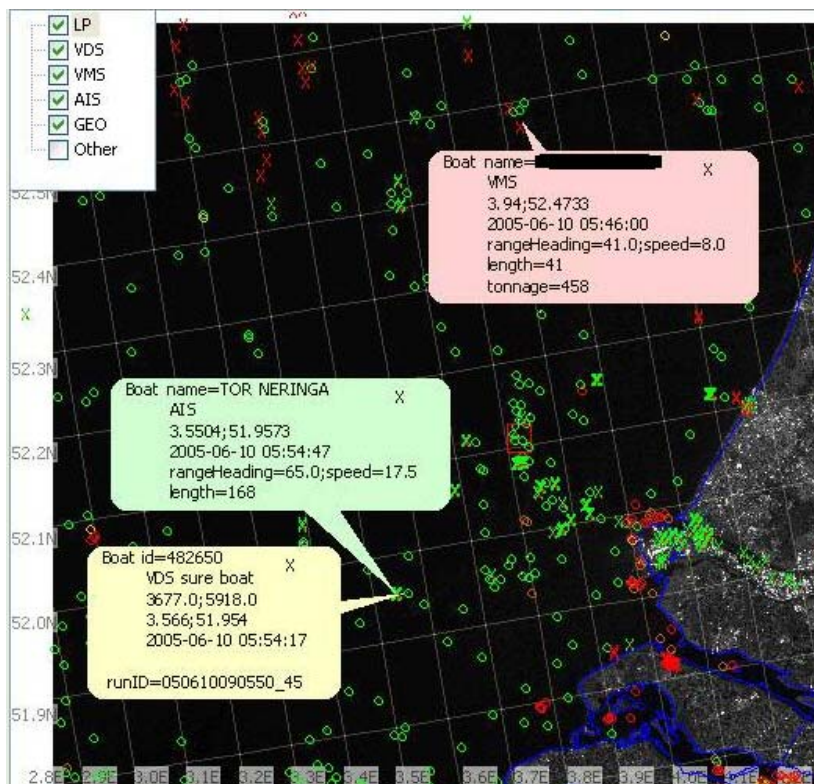 LP
VDS
VMS
AIS
GEO
Other
Boat name=
VMS
3.94;52.4733
2005-06-10 05:46:00
rangeHeading=41.0;speed=8.0
length=41
tonnage=458
X
52.5N
52.4N
52.3N
52.2N
52.1N
52.0N
51.9N
Boat name=TOR NERINGA
AIS
3.5504;51.9573
2005-06-10 05:54:47
rangeHeading=65.0;speed=17.5
length=168
X
Boat id=482650
VDS sure boat
3677.0;5918.0
3.566;51.954
2005-06-10 05:54:17
runID=050610090550_45
X
2.8E 2.9E 3.0E 3.1E 3.2E 3.3E 3.4E 3.5E 3.6E 3.7E 3.8E 3.9E 4.0E